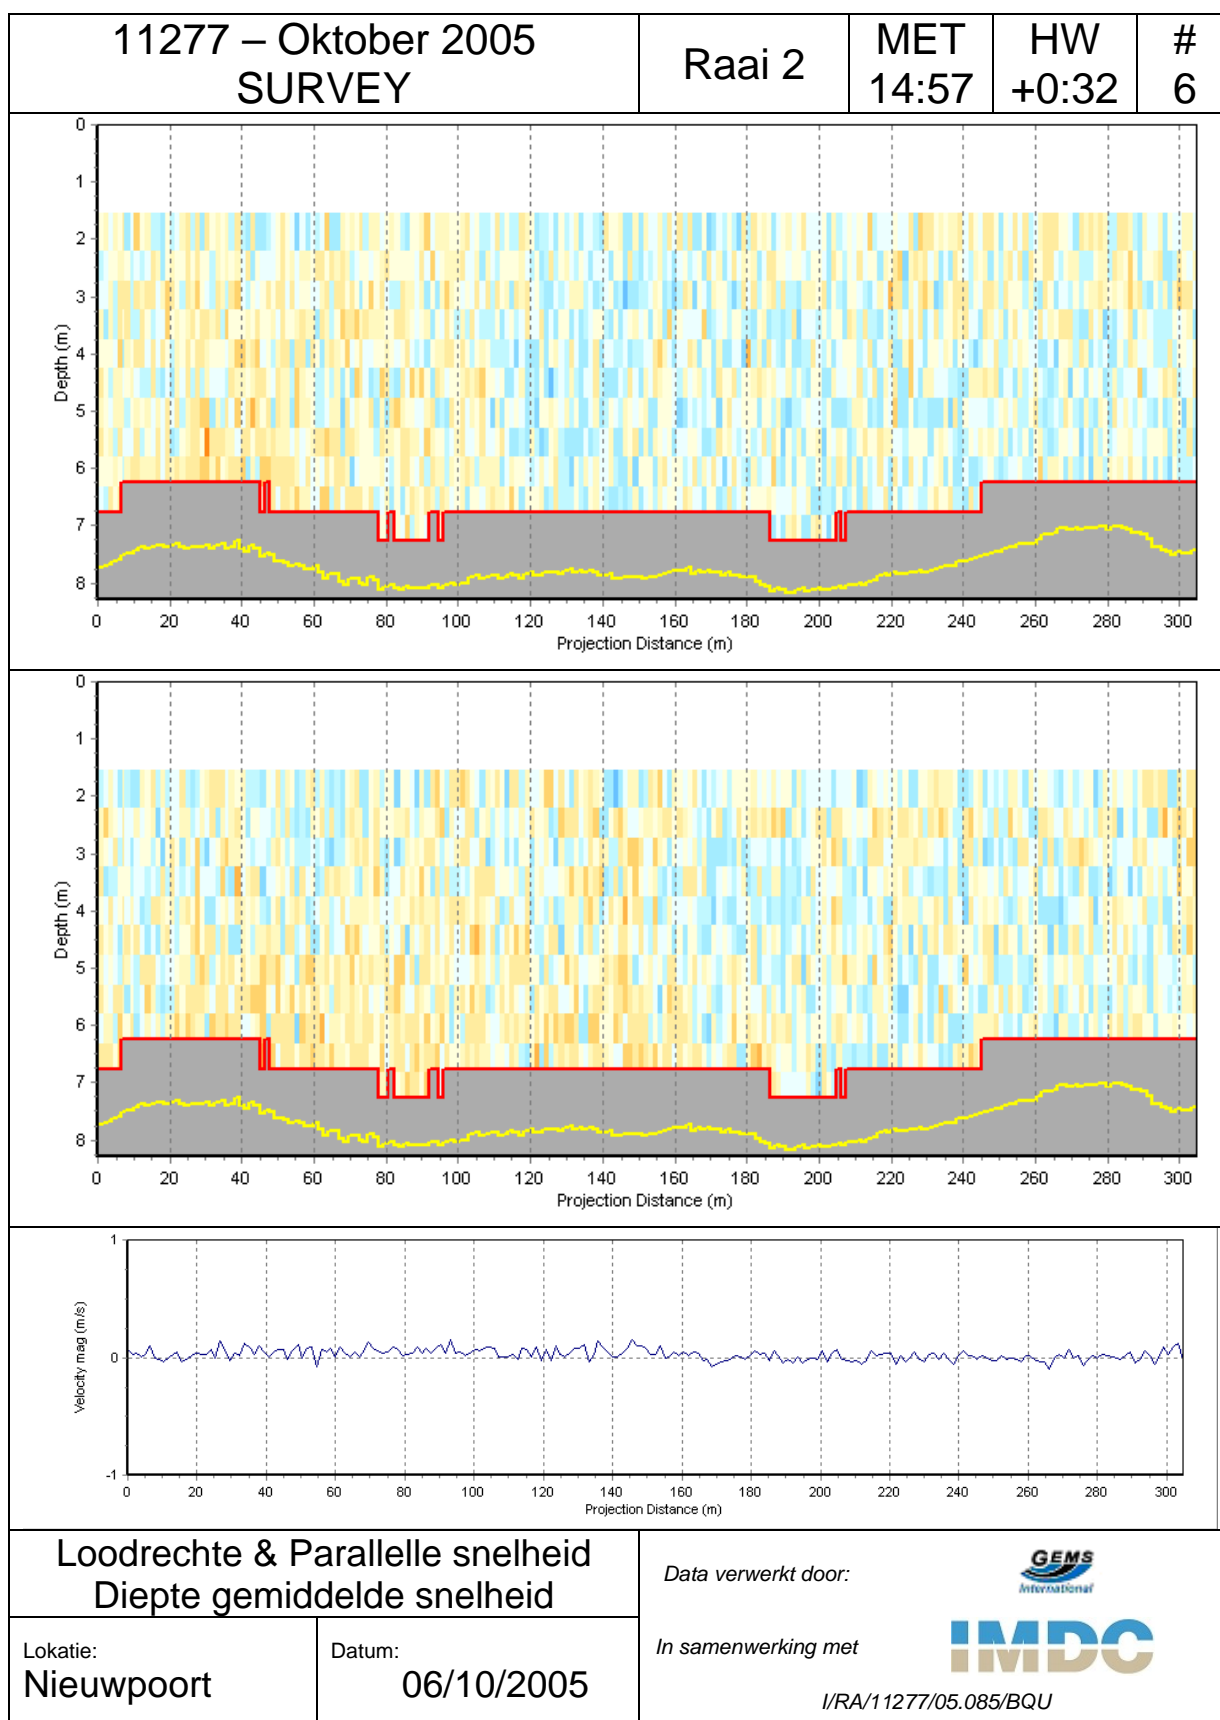 11277 – Oktober 2005
SURVEY
Raai 2
MET
14:57
HW
+0:32
#
6
0
1
2
3
4
5
6
7
8
Depth (m)
0 20 40 60 80 100 120 140 160 180 200 220 240 260 280 300
Projection Distance (m)
0
1
2
3
4
5
6
7
8
Depth (m)
0 20 40 60 80 100 120 140 160 180 200 220 240 260 280 300
Projection Distance (m)
1
0
-1
Velocity mag (m/s)
0 20 40 60 80 100 120 140 160 180 200 220 240 260 280 300
Projection Distance (m)
Loodrechte & Parallelle snelheid
Diepte gemiddelde snelheid
Lokatie:
Nieuwpoort
Datum:
06/10/2005
Data verwerkt door:
GEMS
International
In samenwerking met
IMDC
I/RA/11277/05.085/BQU